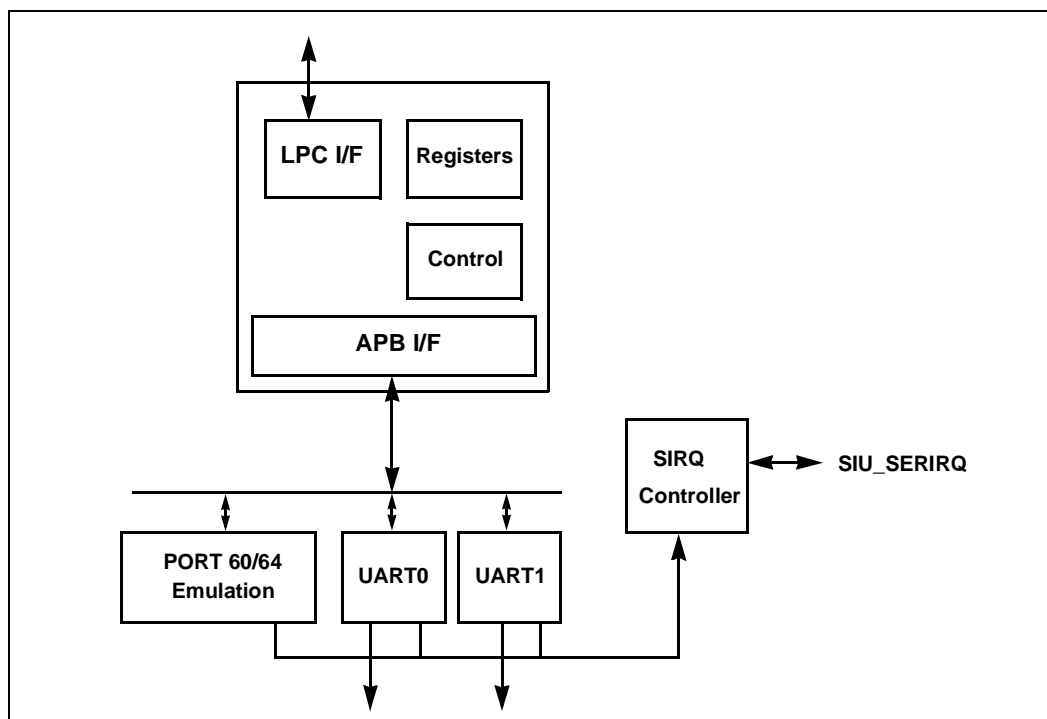 LPC I/F
Registers
Control
APB I/F
SIRQ
Controller
SIU_SERIRQ
PORT 60/64
Emulation
UART0
UART1